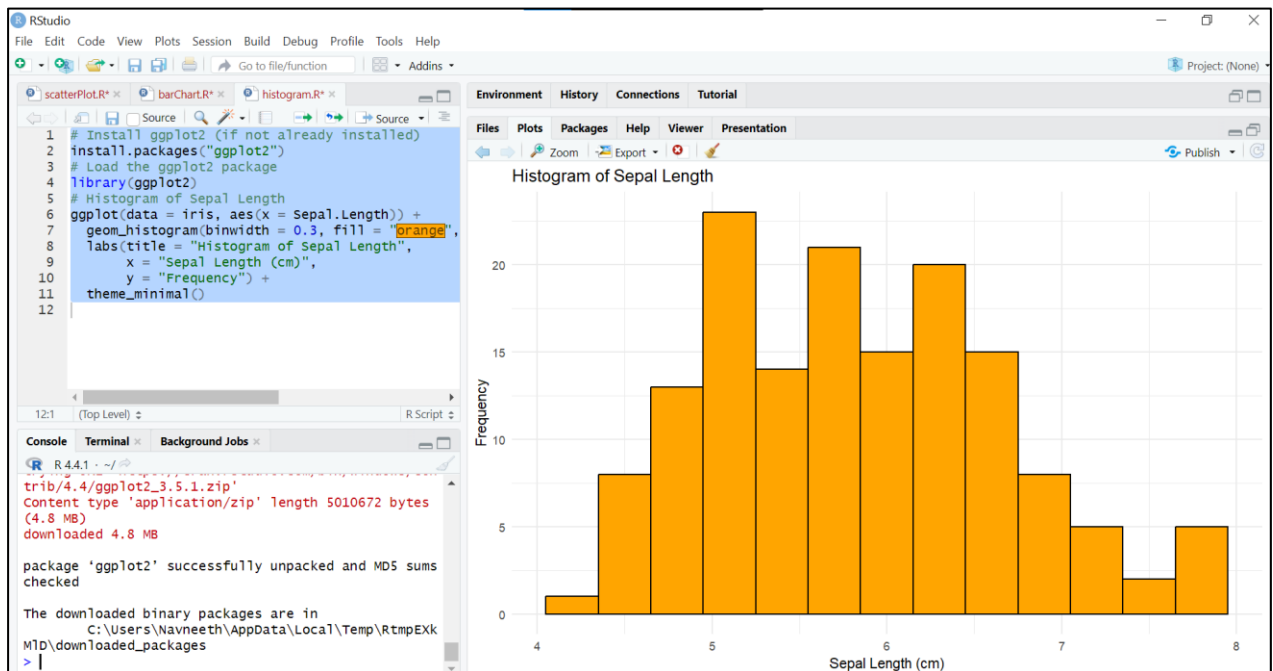 RStudio
File Edit Code View Plots Session Build Debug Profile Tools Help
Go to file/function Addins
Project: (None)
scatterPlot.R* barChart.R* histogram.R*
Source Source
1 # Install ggplot2 (if not already installed)
2 install.packages("ggplot2")
3 # Load the ggplot2 package
4 library(ggplot2)
5 # Histogram of Sepal Length
6 ggplot(data = iris, aes(x = Sepal.Length)) +
7 geom_histogram(binwidth = 0.3, fill = "orange",
8 labs(title = "Histogram of Sepal Length",
9 x = "Sepal Length (cm)",
10 y = "Frequency") +
11 theme_minimal()
12
12:1 (Top Level) R Script
Console Terminal Background Jobs
R 4.4.1 · ~/
trib/4.4/ggplot2_3.5.1.zip'
Content type 'application/zip' length 5010672 bytes
(4.8 MB)
downloaded 4.8 MB
package ‘ggplot2’ successfully unpacked and MD5 sums
checked
The downloaded binary packages are in
C:\Users\Navneeth\AppData\Local\Temp\RtmpEXk
MlD\downloaded_packages
>
Environment History Connections Tutorial
Files Plots Packages Help Viewer Presentation
Zoom Export Publish
Histogram of Sepal Length
Frequency
20
15
10
5
0
4 5 6 7 8
Sepal Length (cm)